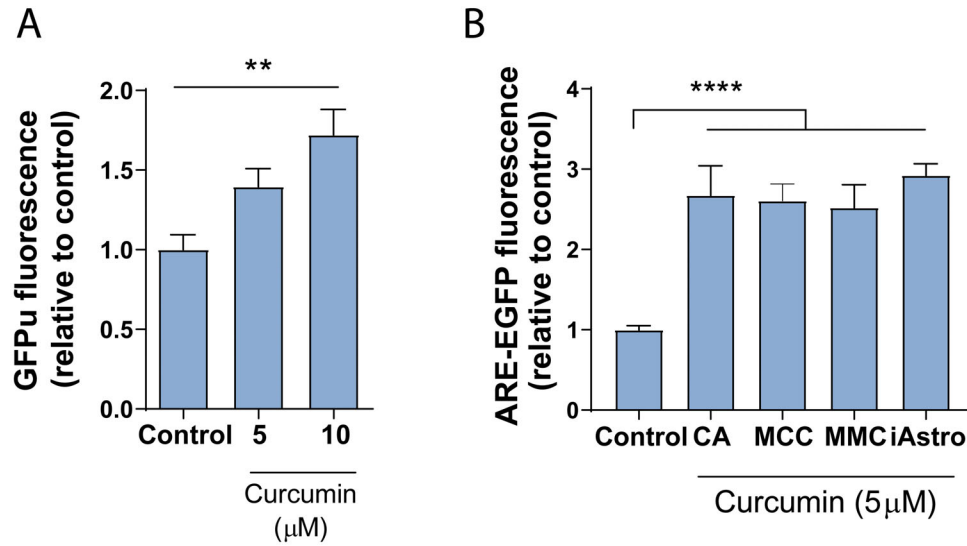 A
GFPu fluorescence
(relative to control)
**
2.0
1.5
1.0
0.5
0.0
Control 5 10
Curcumin
(μM)
B
ARE-EGFP fluorescence
(relative to control)
****
4
3
2
1
0
Control CA MCC MMC iAstro
Curcumin (5μM)